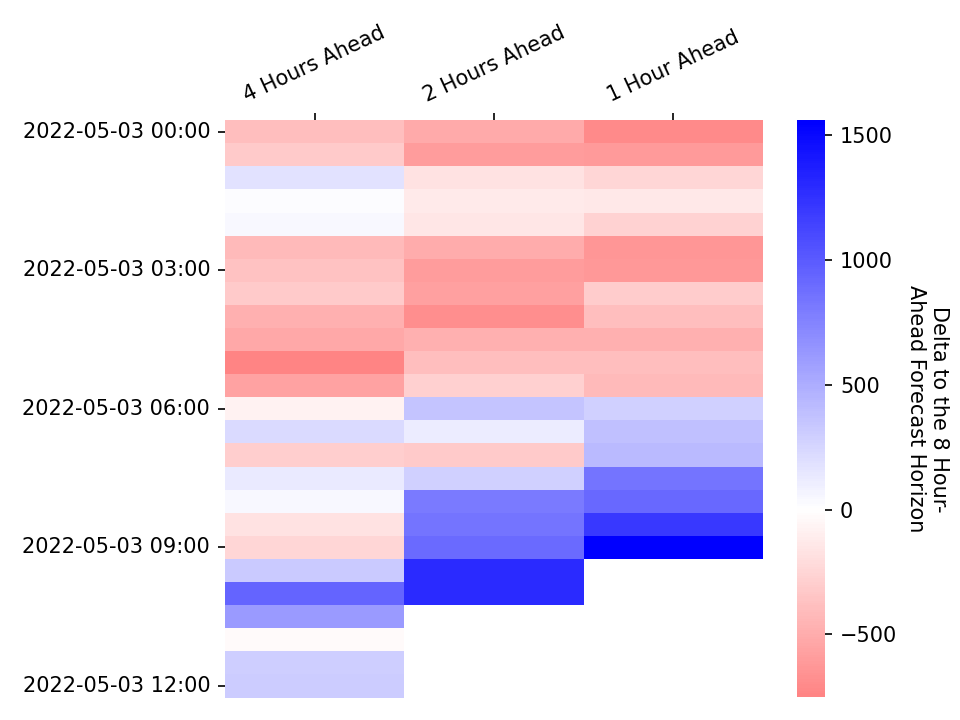 4 Hours Ahead
2 Hours Ahead
1 Hour Ahead
2022-05-03 00:00
2022-05-03 03:00
2022-05-03 06:00
2022-05-03 09:00
2022-05-03 12:00
1500
1000
500
0
−500
Delta to the 8 Hour-
Ahead Forecast Horizon